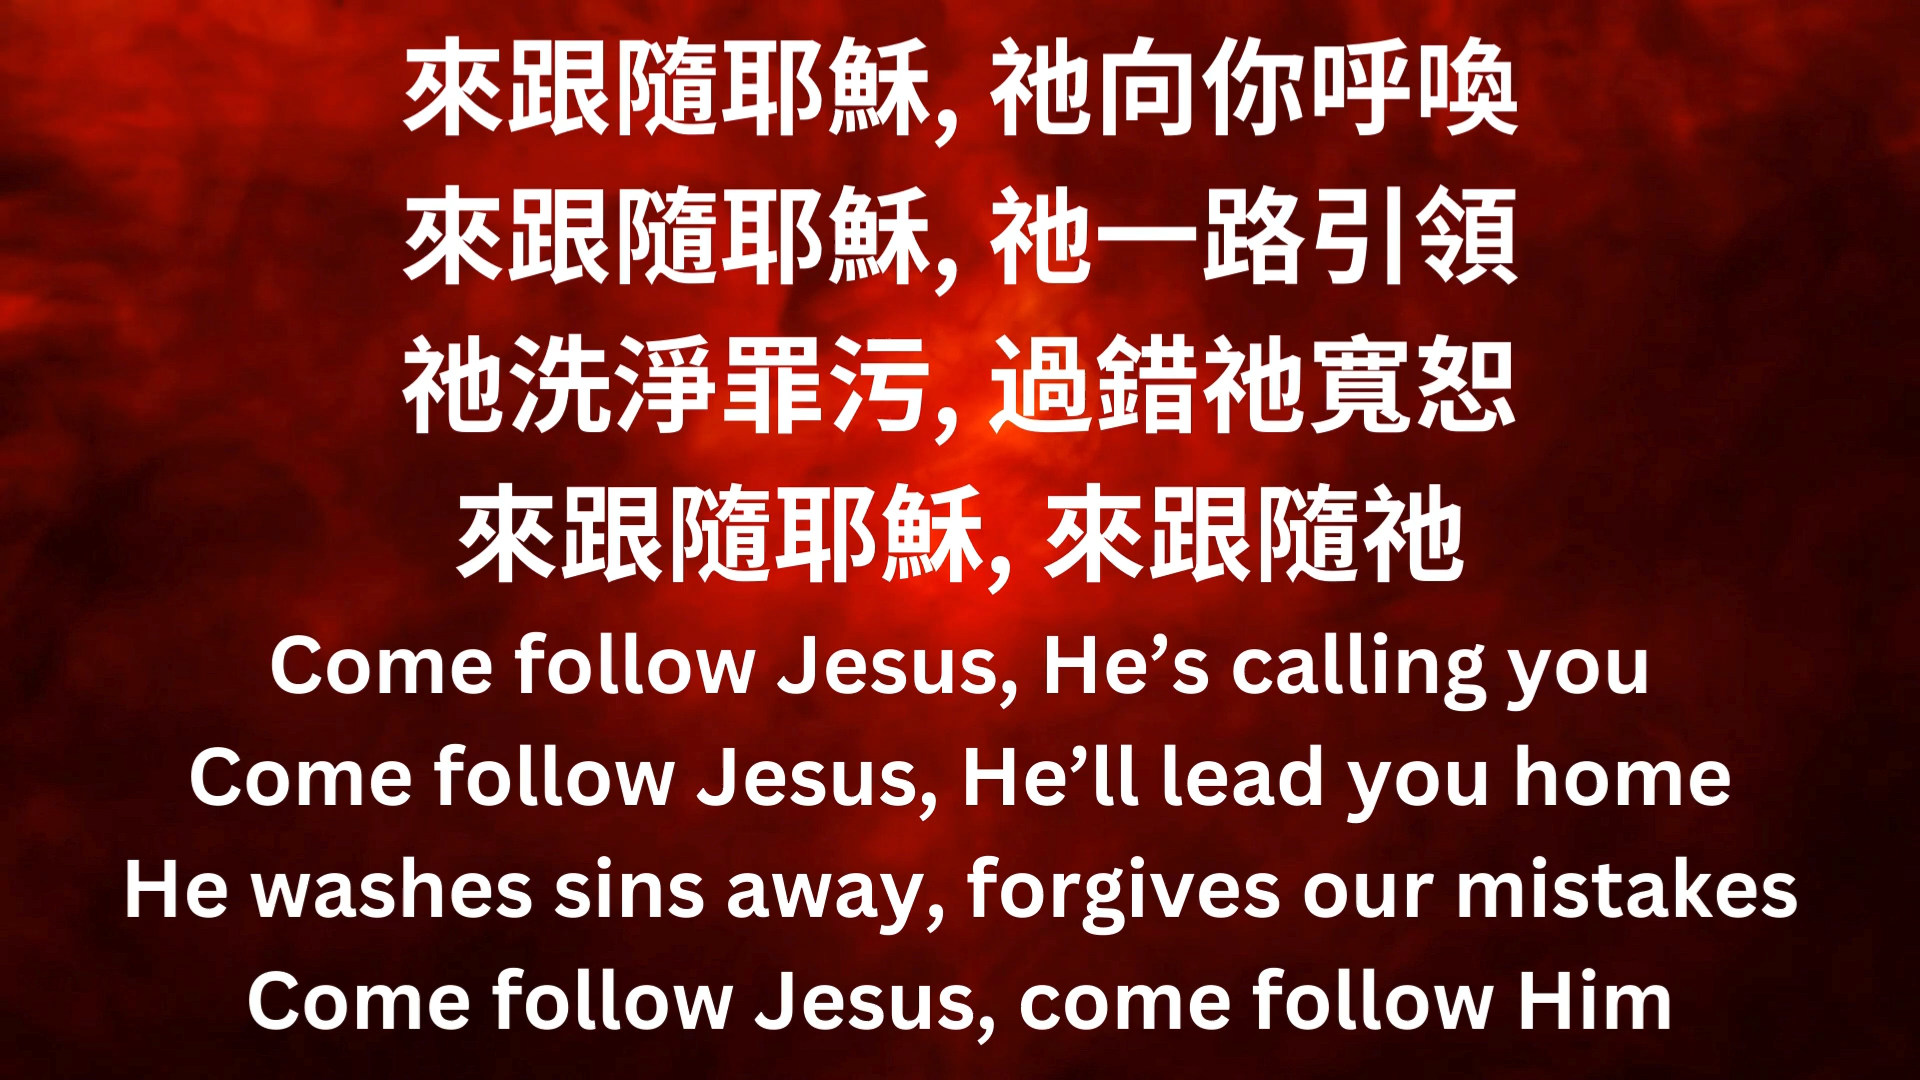 來跟隨耶穌, 祂向你呼喚
來跟隨耶穌, 祂一路引領
祂洗淨罪污, 過錯祂寬恕
來跟隨耶穌, 來跟隨祂
Come follow Jesus, He’s calling you
Come follow Jesus, He’ll lead you home
He washes sins away, forgives our mistakes
Come follow Jesus, come follow Him